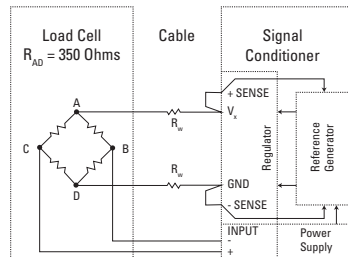 Load Cell
R_AD = 350 Ohms
Cable
Signal
Conditioner
+ SENSE
V_x
R_w
A
C
B
D
R_w
GND
- SENSE
Regulator
Reference
Generator
INPUT
-
+
Power
Supply